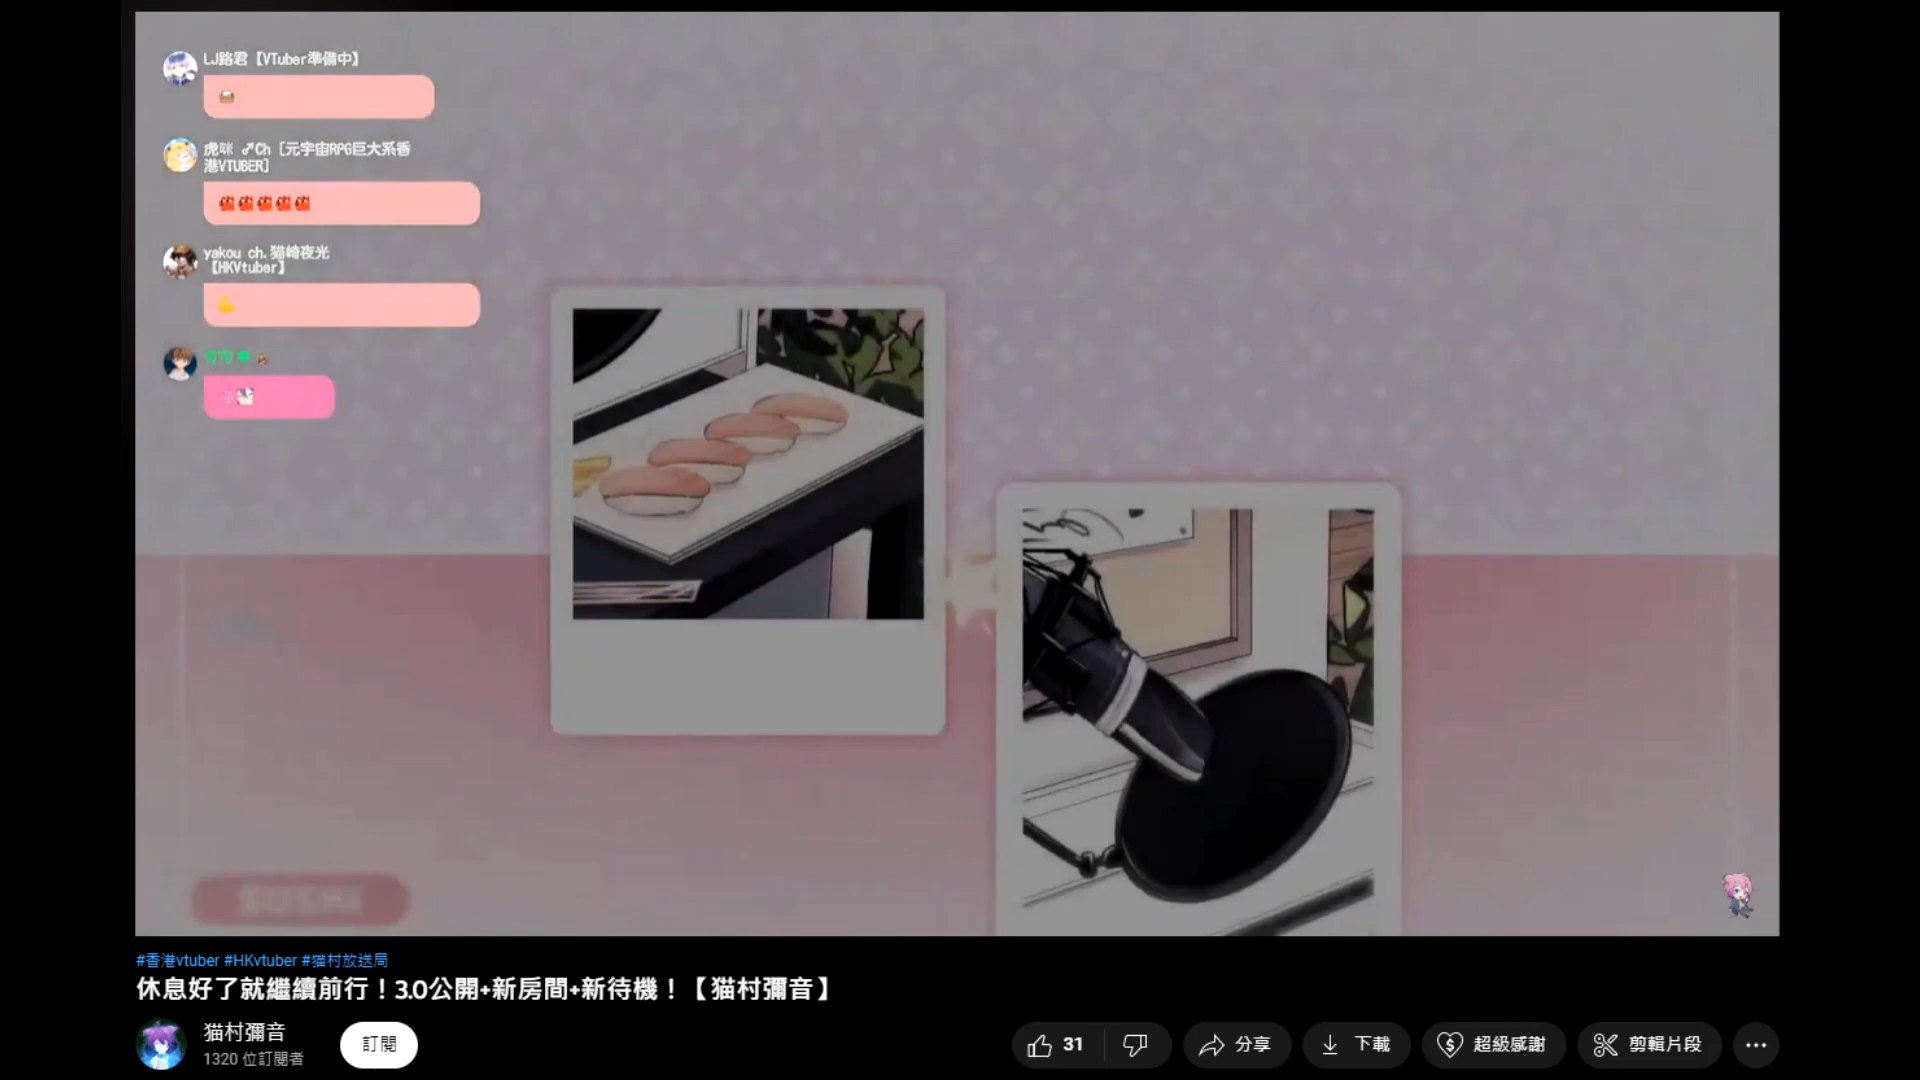 LJ路君【VTuber準備中】
虎咪 ♂Ch［元宇宙RPG巨大系香
港VTUBER］
yakou ch.猫崎夜光
【HKVtuber】
SUSHI
#香港vtuber #HKvtuber #猫村放送局
休息好了就繼續前行！3.0公開+新房間+新待機！【猫村彌音】
猫村彌音
1320 位訂閱者
訂閱
31
分享
下載
超級感謝
剪輯片段